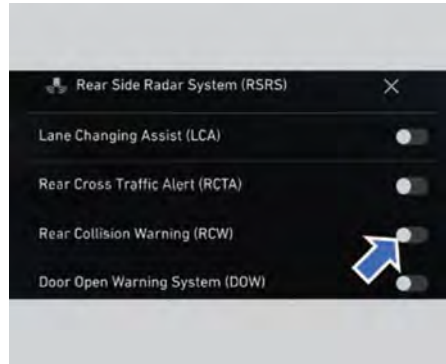 Rear Side Radar System (RSRS)
Lane Changing Assist (LCA)
Rear Cross Traffic Alert (RCTA)
Rear Collision Warning (RCW)
Door Open Warning System (DOW)